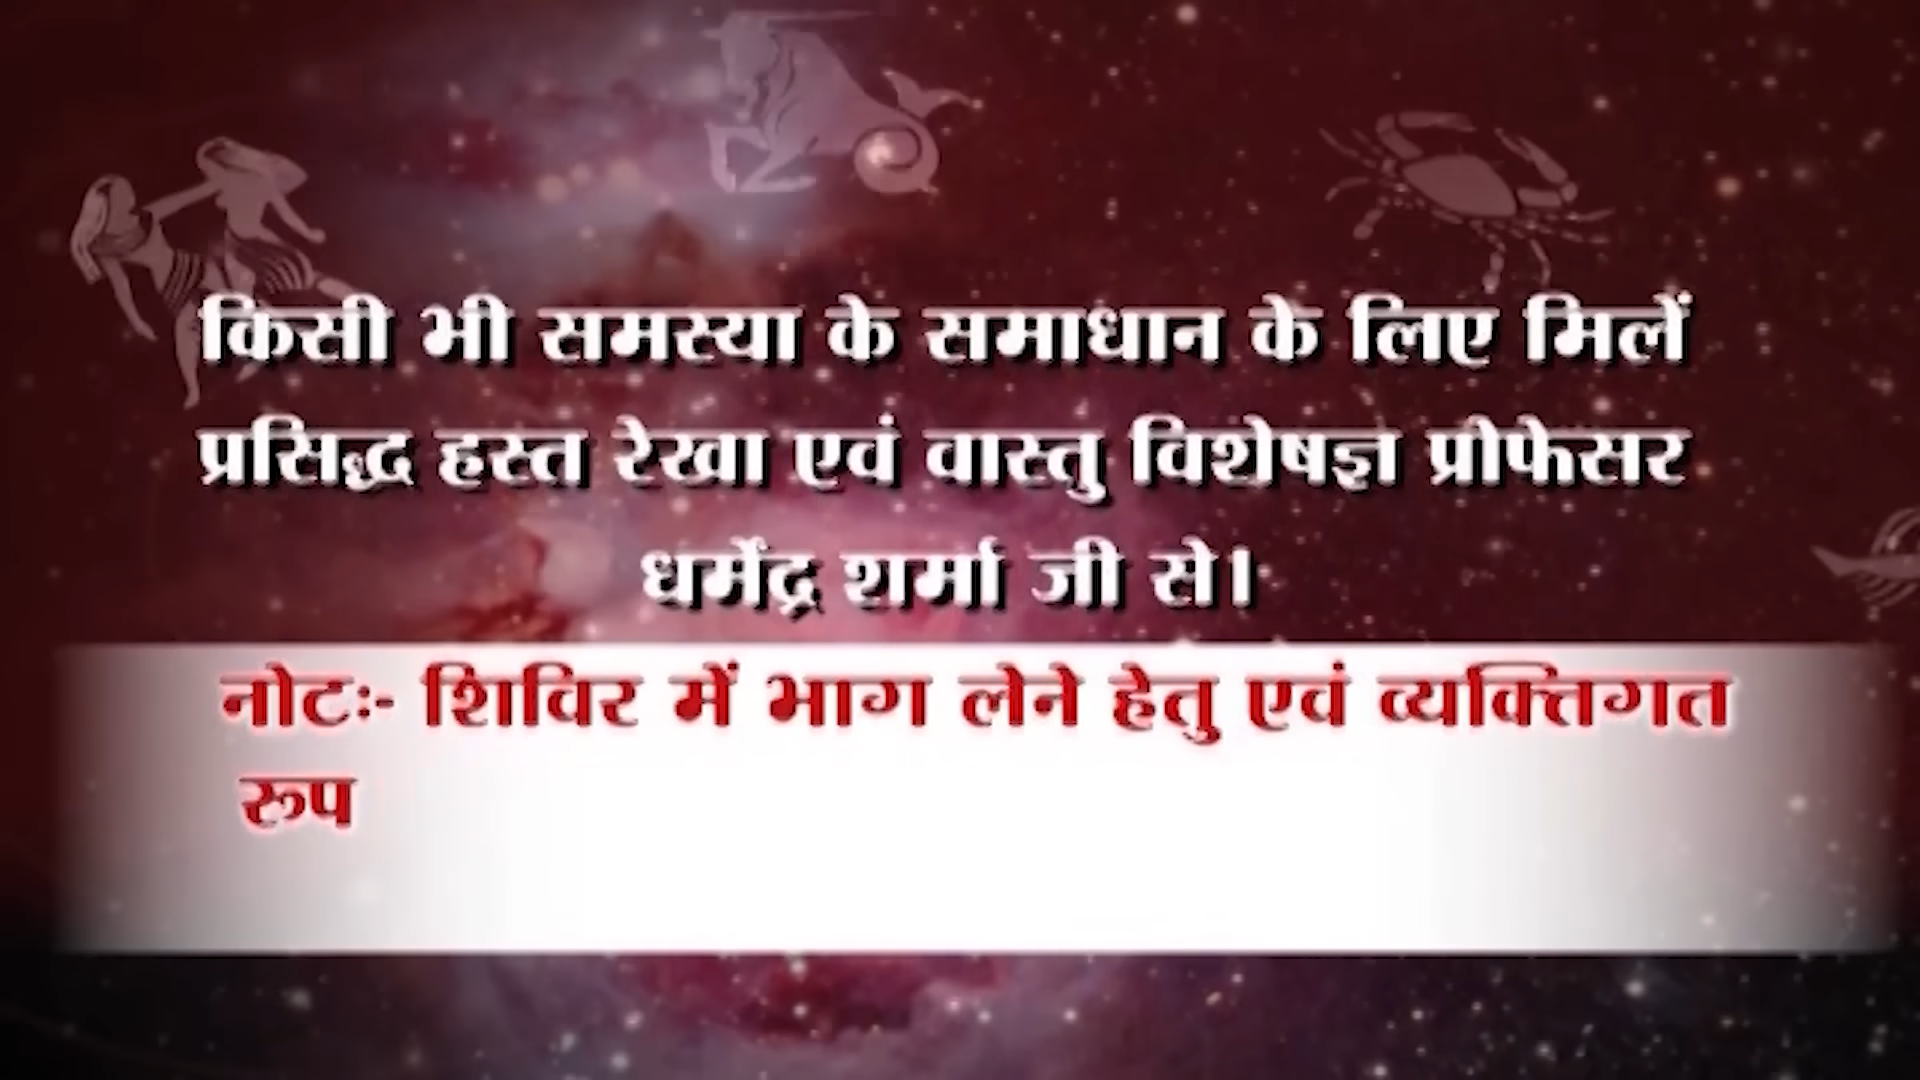 किसी भी समस्या के समाधान के लिए मिलें
प्रसिद्ध हस्त रेखा एवं वास्तु विशेषज्ञ प्रोफेसर
धर्मेंद्र शर्मा जी से।
नोटः- शिविर में भाग लेने हेतु एवं व्यक्तिगत
रूप